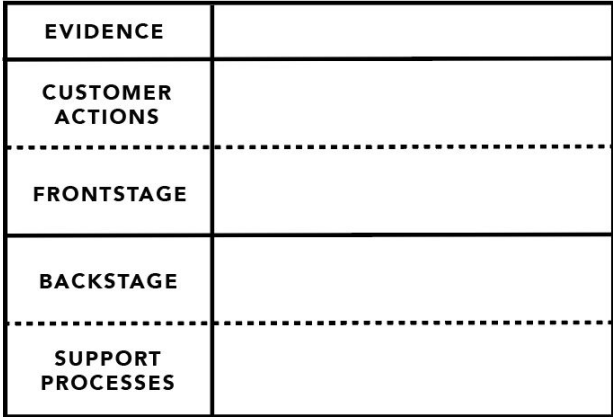 EVIDENCE
CUSTOMER
ACTIONS
FRONTSTAGE
BACKSTAGE
SUPPORT
PROCESSES